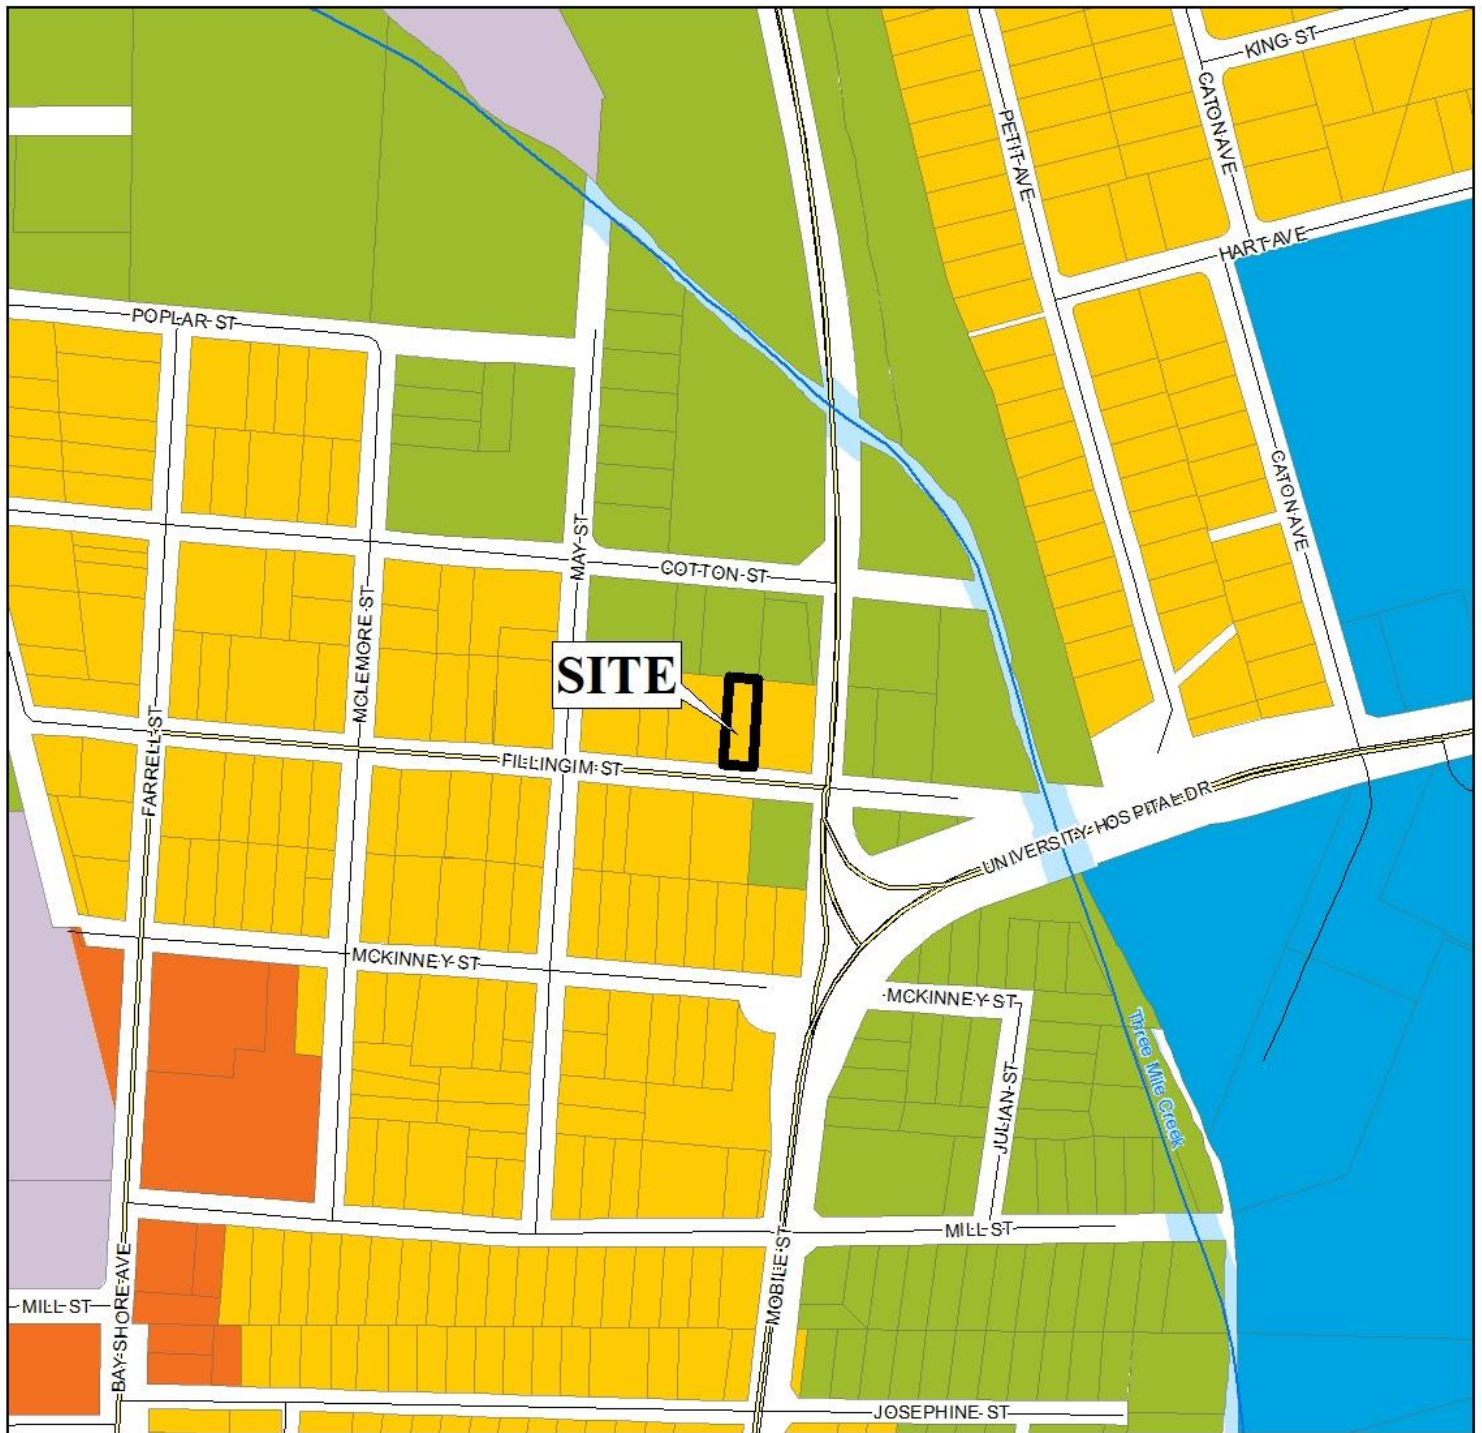 KING ST
CATON AVE
PETIT AVE
HART AVE
POPLAR ST
CATON AVE
MAY ST
COTTON ST
MCLEMORE ST
SITE
FARRELL ST
FILLINGIM ST
UNIVERSITY HOSPITAL DR
MCKINNEY ST
MCKINNEY ST
Three Mile Creek
JULIAN ST
MILL ST
MOBILE ST
BAY SHORE AVE
MILL ST
JOSEPHINE ST